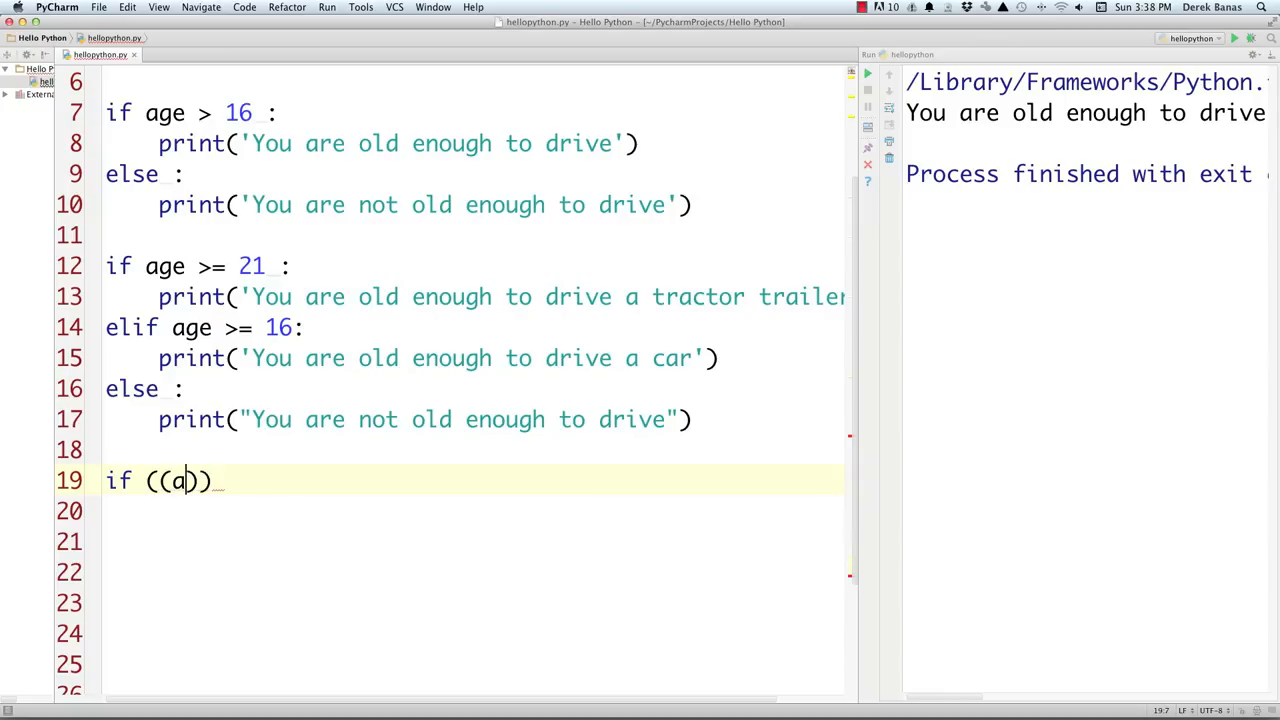 PyCharm File Edit View Navigate Code Refactor Run Tools VCS Window Help 10 Sun 3:38 PM Derek Banas
hellopython.py - Hello Python - [~/PycharmProjects/Hello Python]
Hello Python hellopython.py hellopython
hellopython.py Run hellopython
Hello P
hell
Externa
6
7 if age > 16 :
8 print('You are old enough to drive')
9 else :
10 print('You are not old enough to drive')
11
12 if age >= 21 :
13 print('You are old enough to drive a tractor trailer
14 elif age >= 16:
15 print('You are old enough to drive a car')
16 else :
17 print("You are not old enough to drive")
18
19 if ((a))
20
21
22
23
24
25
26
/Library/Frameworks/Python.
You are old enough to drive
Process finished with exit
19:7 LF UTF-8